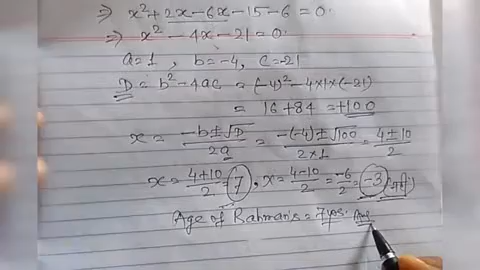 ⇒ x²+2x-6x-15-6=0.
⇒ x²-4x-21=0.
a=1, b=-4, c=-21
D = b²-4ac = (-4)²-4×1×(-21)
= 16+84 = +100
x = (-b±√D)/2a = (-(-4)±√100)/(2×1) = (4±10)/2
x = (4+10)/2 = 7, x = (4-10)/2 = -6/2 = -3
Age of Rahman's = 7yrs. Ans